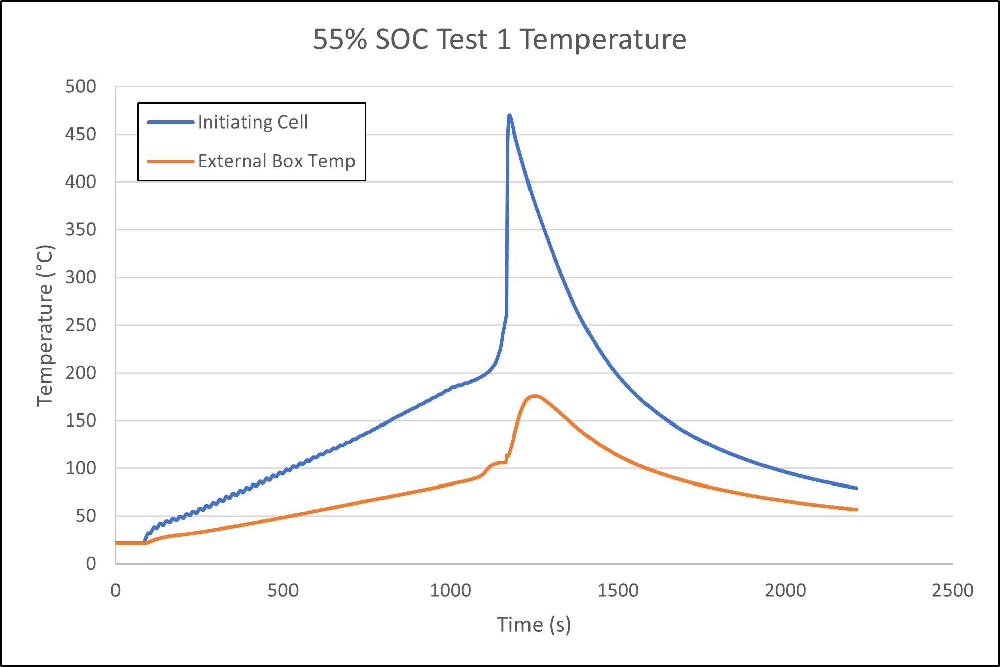 55% SOC Test 1 Temperature
500
450
400
350
300
250
200
150
100
50
0
Initiating Cell
External Box Temp
Temperature (°C)
0 500 1000 1500 2000 2500
Time (s)